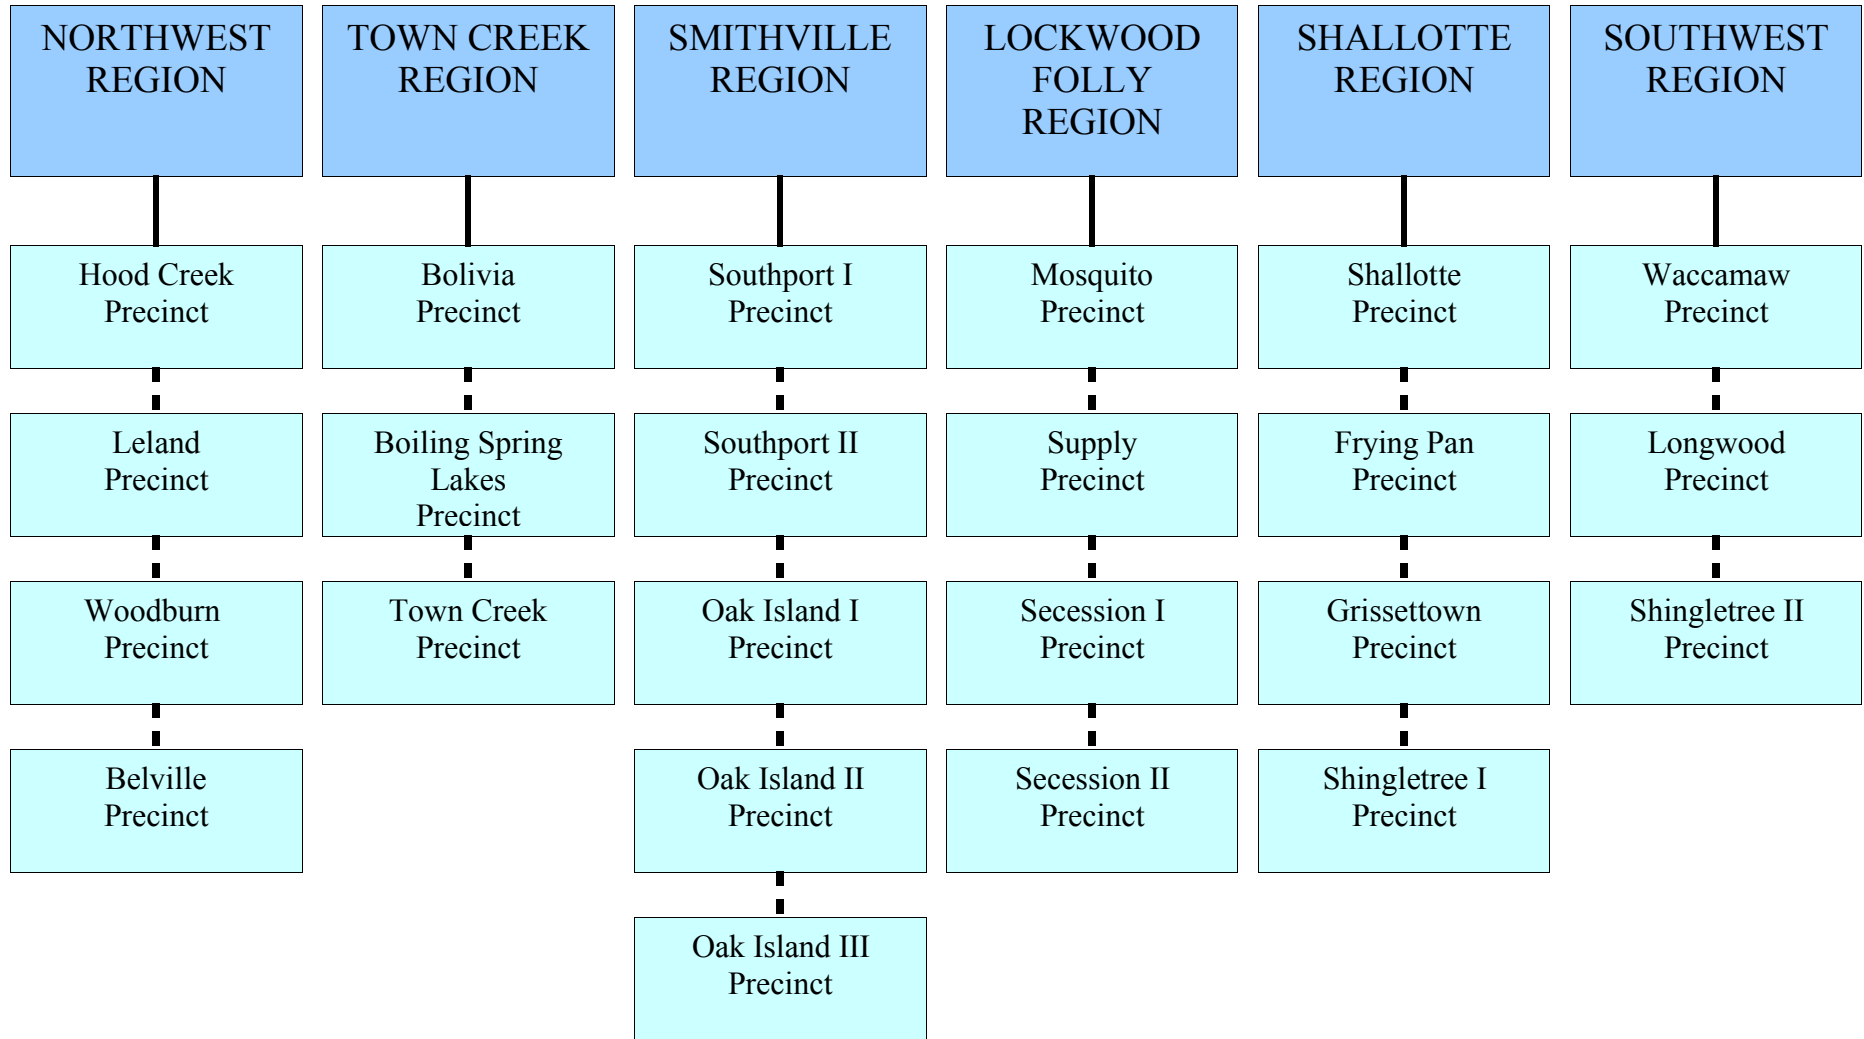 NORTHWEST
REGION
TOWN CREEK
REGION
SMITHVILLE
REGION
LOCKWOOD
FOLLY
REGION
SHALLOTTE
REGION
SOUTHWEST
REGION
Hood Creek
Precinct
Bolivia
Precinct
Southport I
Precinct
Mosquito
Precinct
Shallotte
Precinct
Waccamaw
Precinct
Leland
Precinct
Boiling Spring
Lakes
Precinct
Southport II
Precinct
Supply
Precinct
Frying Pan
Precinct
Longwood
Precinct
Woodburn
Precinct
Town Creek
Precinct
Oak Island I
Precinct
Secession I
Precinct
Grissettown
Precinct
Shingletree II
Precinct
Belville
Precinct
Oak Island II
Precinct
Secession II
Precinct
Shingletree I
Precinct
Oak Island III
Precinct